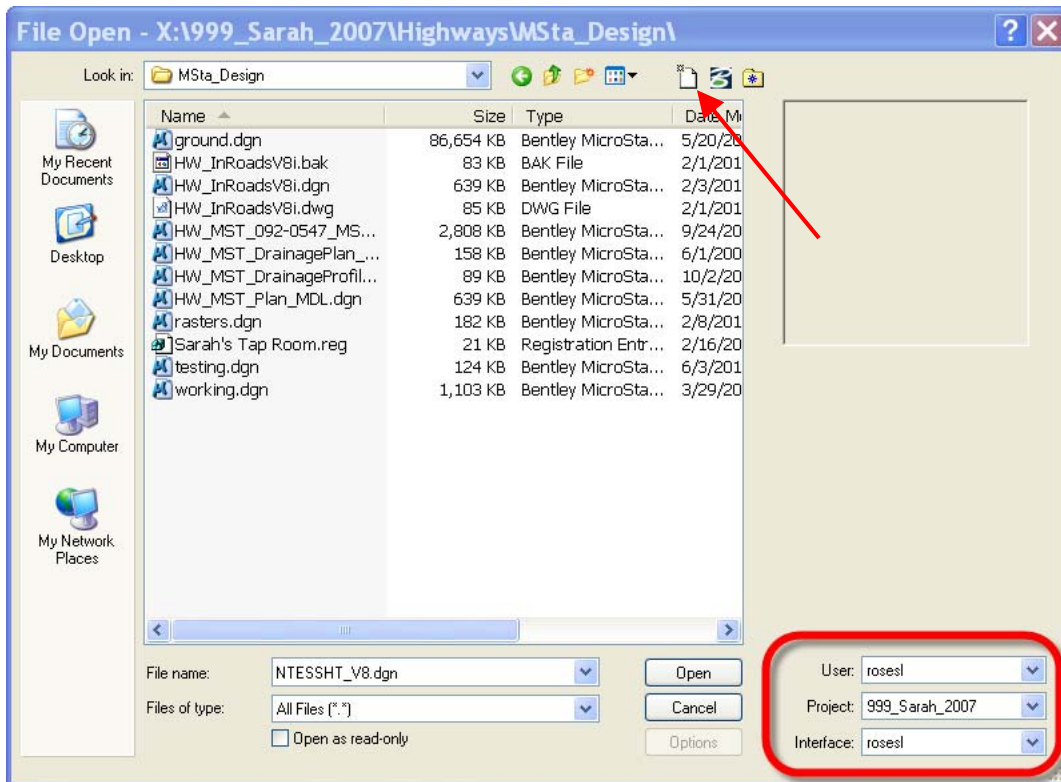 File Open - X:\999_Sarah_2007\Highways\MSta_Design\
Look in: MSta_Design
My Recent Documents
Desktop
My Documents
My Computer
My Network Places
Name Size Type Date M
ground.dgn 86,654 KB Bentley MicroSta... 5/20/20
HW_InRoadsV8i.bak 83 KB BAK File 2/1/201
HW_InRoadsV8i.dgn 639 KB Bentley MicroSta... 2/3/201
HW_InRoadsV8i.dwg 85 KB DWG File 2/1/201
HW_MST_092-0547_MS... 2,808 KB Bentley MicroSta... 9/24/20
HW_MST_DrainagePlan_... 158 KB Bentley MicroSta... 6/1/200
HW_MST_DrainageProfil... 89 KB Bentley MicroSta... 10/2/20
HW_MST_Plan_MDL.dgn 639 KB Bentley MicroSta... 5/31/20
rasters.dgn 182 KB Bentley MicroSta... 2/8/201
Sarah's Tap Room.reg 21 KB Registration Entr... 2/16/20
testing.dgn 124 KB Bentley MicroSta... 6/3/201
working.dgn 1,103 KB Bentley MicroSta... 3/29/20
File name: NTESSHT_V8.dgn Open
Files of type: All Files (*.*) Cancel
Open as read-only Options
User: rosesl
Project: 999_Sarah_2007
Interface: rosesl